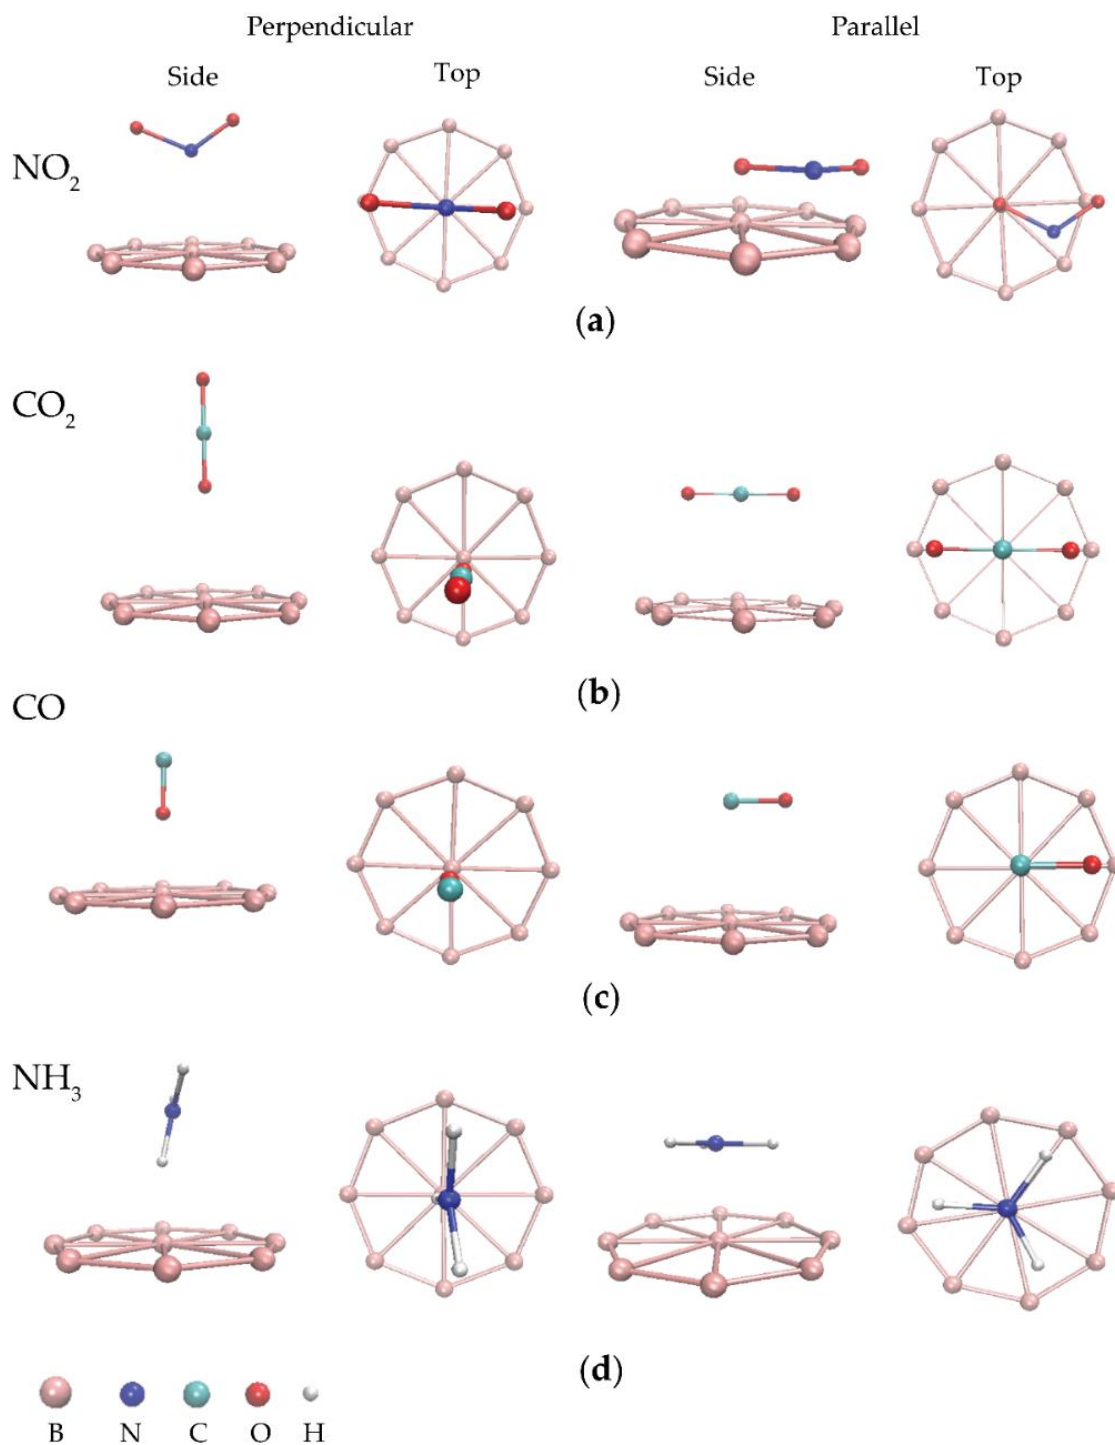 Perpendicular Parallel
Side Top Side Top
NO₂
(a)
CO₂
(b)
CO
(c)
NH₃
(d)
B N C O H